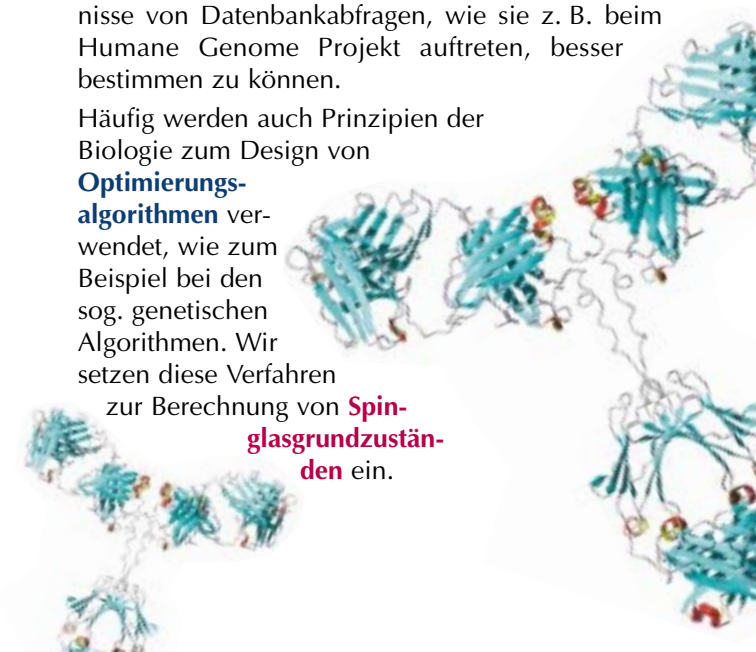 nisse von Datenbankabfragen, wie sie z. B. beim
Humane Genome Projekt auftreten, besser
bestimmen zu können.
Häufig werden auch Prinzipien der
Biologie zum Design von
Optimierungs-
algorithmen ver-
wendet, wie zum
Beispiel bei den
sog. genetischen
Algorithmen. Wir
setzen diese Verfahren
zur Berechnung von Spin-
glasgrundzustän-
den ein.